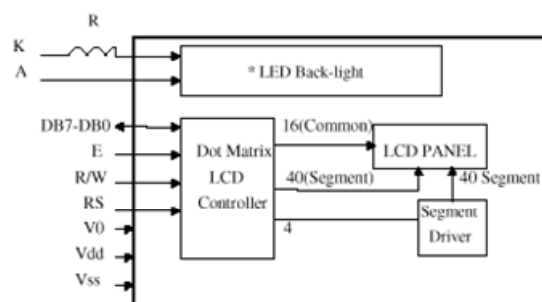 R
K
* LED Back-light
A
16(Common)
DB7-DB0
Dot Matrix
LCD PANEL
E
LCD
40(Segment)
40 Segment
R/W
Controller
RS
4
Segment
Driver
V0
Vdd
Vss